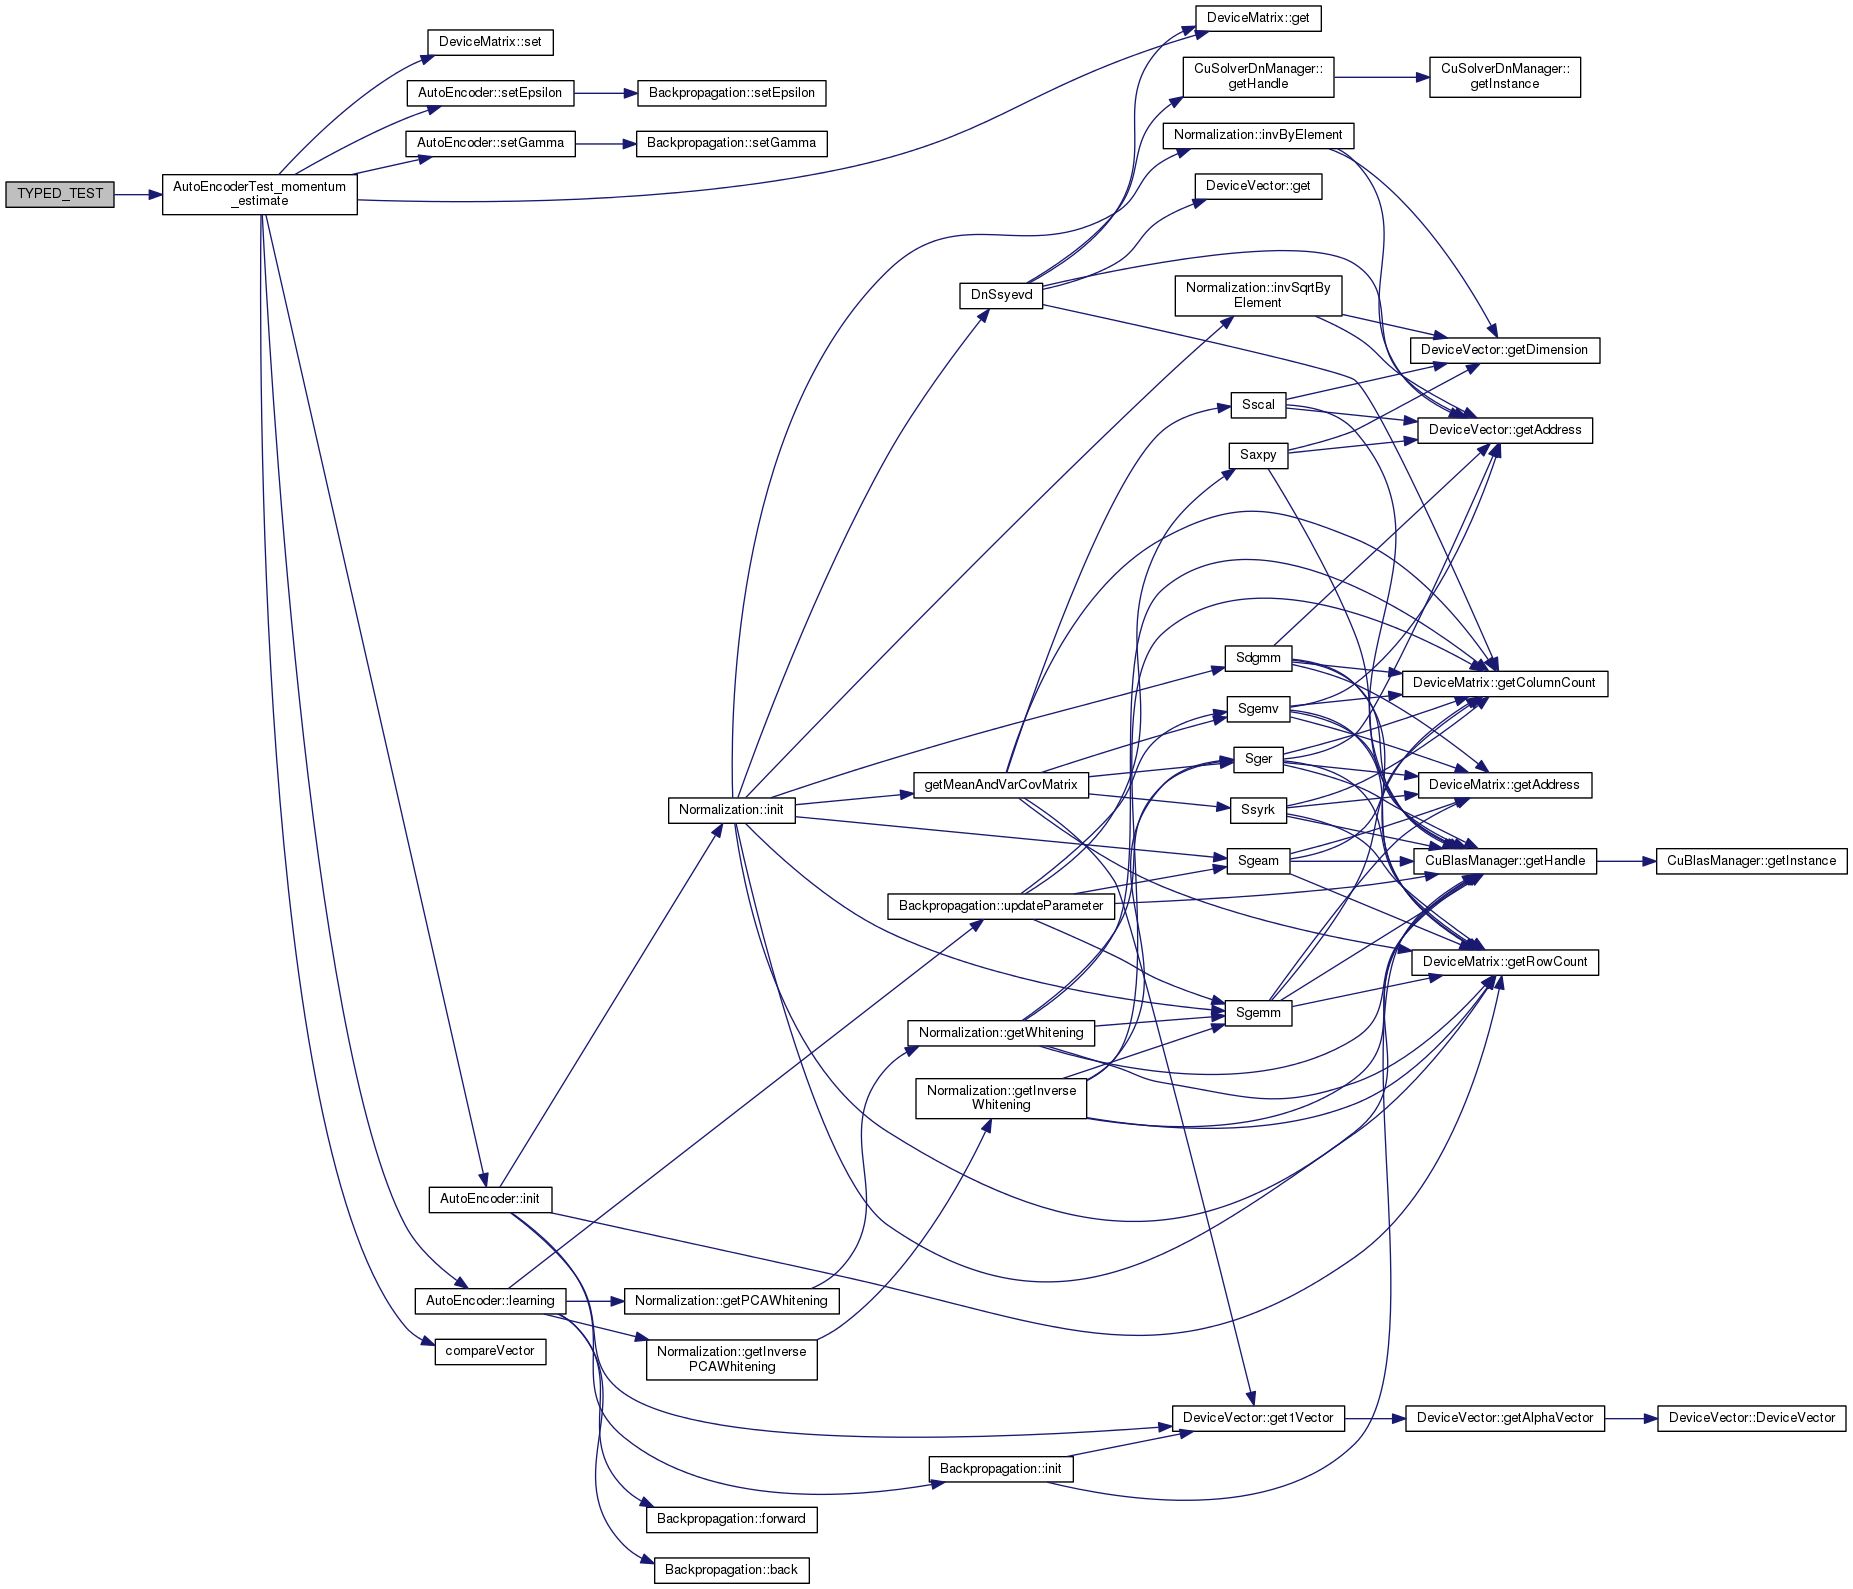 TYPED_TEST
AutoEncoderTest_momentum
_estimate
DeviceMatrix::set
AutoEncoder::setEpsilon
AutoEncoder::setGamma
Backpropagation::setEpsilon
Backpropagation::setGamma
AutoEncoder::init
AutoEncoder::learning
compareVector
Normalization::getPCAWhitening
Normalization::getInverse
PCAWhitening
Backpropagation::forward
Backpropagation::back
Normalization::init
DnSsyevd
getMeanAndVarCovMatrix
Backpropagation::updateParameter
Normalization::getWhitening
Normalization::getInverse
Whitening
Backpropagation::init
DeviceMatrix::get
CuSolverDnManager::
getHandle
Normalization::invByElement
DeviceVector::get
Normalization::invSqrtBy
Element
Sscal
Saxpy
Sdgmm
Sgemv
Sger
Ssyrk
Sgeam
Sgemm
DeviceVector::get1Vector
CuSolverDnManager::
getInstance
DeviceVector::getDimension
DeviceVector::getAddress
DeviceMatrix::getColumnCount
DeviceMatrix::getAddress
CuBlasManager::getHandle
DeviceMatrix::getRowCount
DeviceVector::getAlphaVector
CuBlasManager::getInstance
DeviceVector::DeviceVector